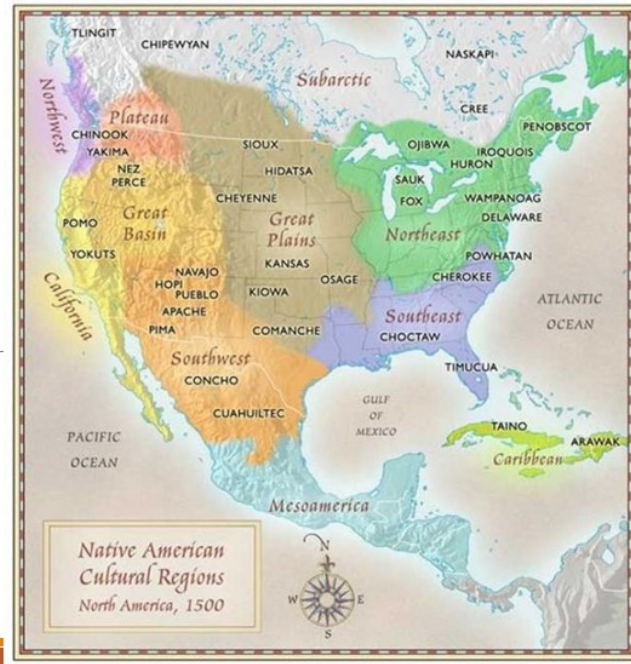 TLINGIT
CHIPEWYAN
NASKAPI
Subarctic
Northwest
Plateau
CREE
PENOBSCOT
CHINOOK
YAKIMA
SIOUX
OJIBWA
IROQUOIS
HURON
NEZ
PERCE
HIDATSA
SAUK
FOX
CHEYENNE
WAMPANOAG
DELAWARE
POMO
Great
Basin
Great
Plains
Northeast
YOKUTS
POWHATAN
KANSAS
NAVAJO
HOPI
PUEBLO
OSAGE
CHEROKEE
KIOWA
APACHE
California
PIMA
COMANCHE
Southeast
CHOCTAW
ATLANTIC
OCEAN
Southwest
CONCHO
TIMUCUA
CUAHUILTEC
GULF
OF
MEXICO
TAINO
ARAWAK
Caribbean
PACIFIC
OCEAN
Mesoamerica
Native American
Cultural Regions
North America, 1500
N
W
E
S